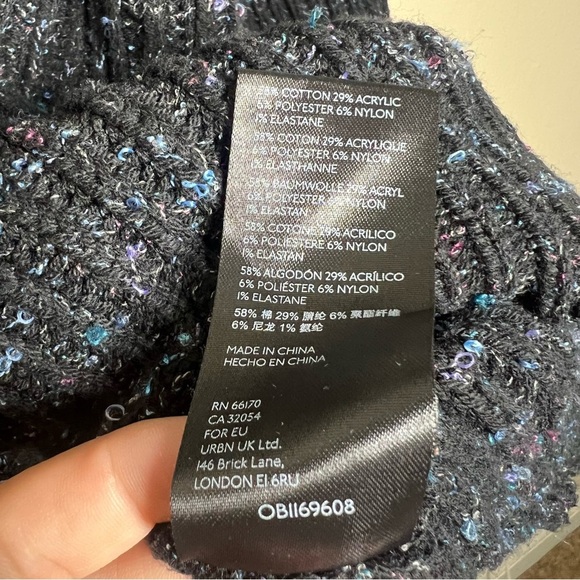 58% COTTON 29% ACRYLIC
6% POLYESTER 6% NYLON
1% ELASTANE
58% COTON 29% ACRYLIQUE
6% POLYESTER 6% NYLON
1% ELASTHANNE
58% BAUMWOLLE 29% ACRYL
6% POLYESTER 6% NYLON
1% ELASTAN
58% COTONE 29% ACRILICO
6% POLIESTERE 6% NYLON
1% ELASTANE
58% ALGODÓN 29% ACRÍLICO
6% POLIÉSTER 6% NYLON
1% ELASTANE
58% 棉 29% 腈纶 6% 聚酯纤维
6% 尼龙 1% 氨纶
MADE IN CHINA
HECHO EN CHINA
RN 66170
CA 32054
FOR EU
URBN UK Ltd.
146 Brick Lane,
LONDON E1 6RU
OB1169608